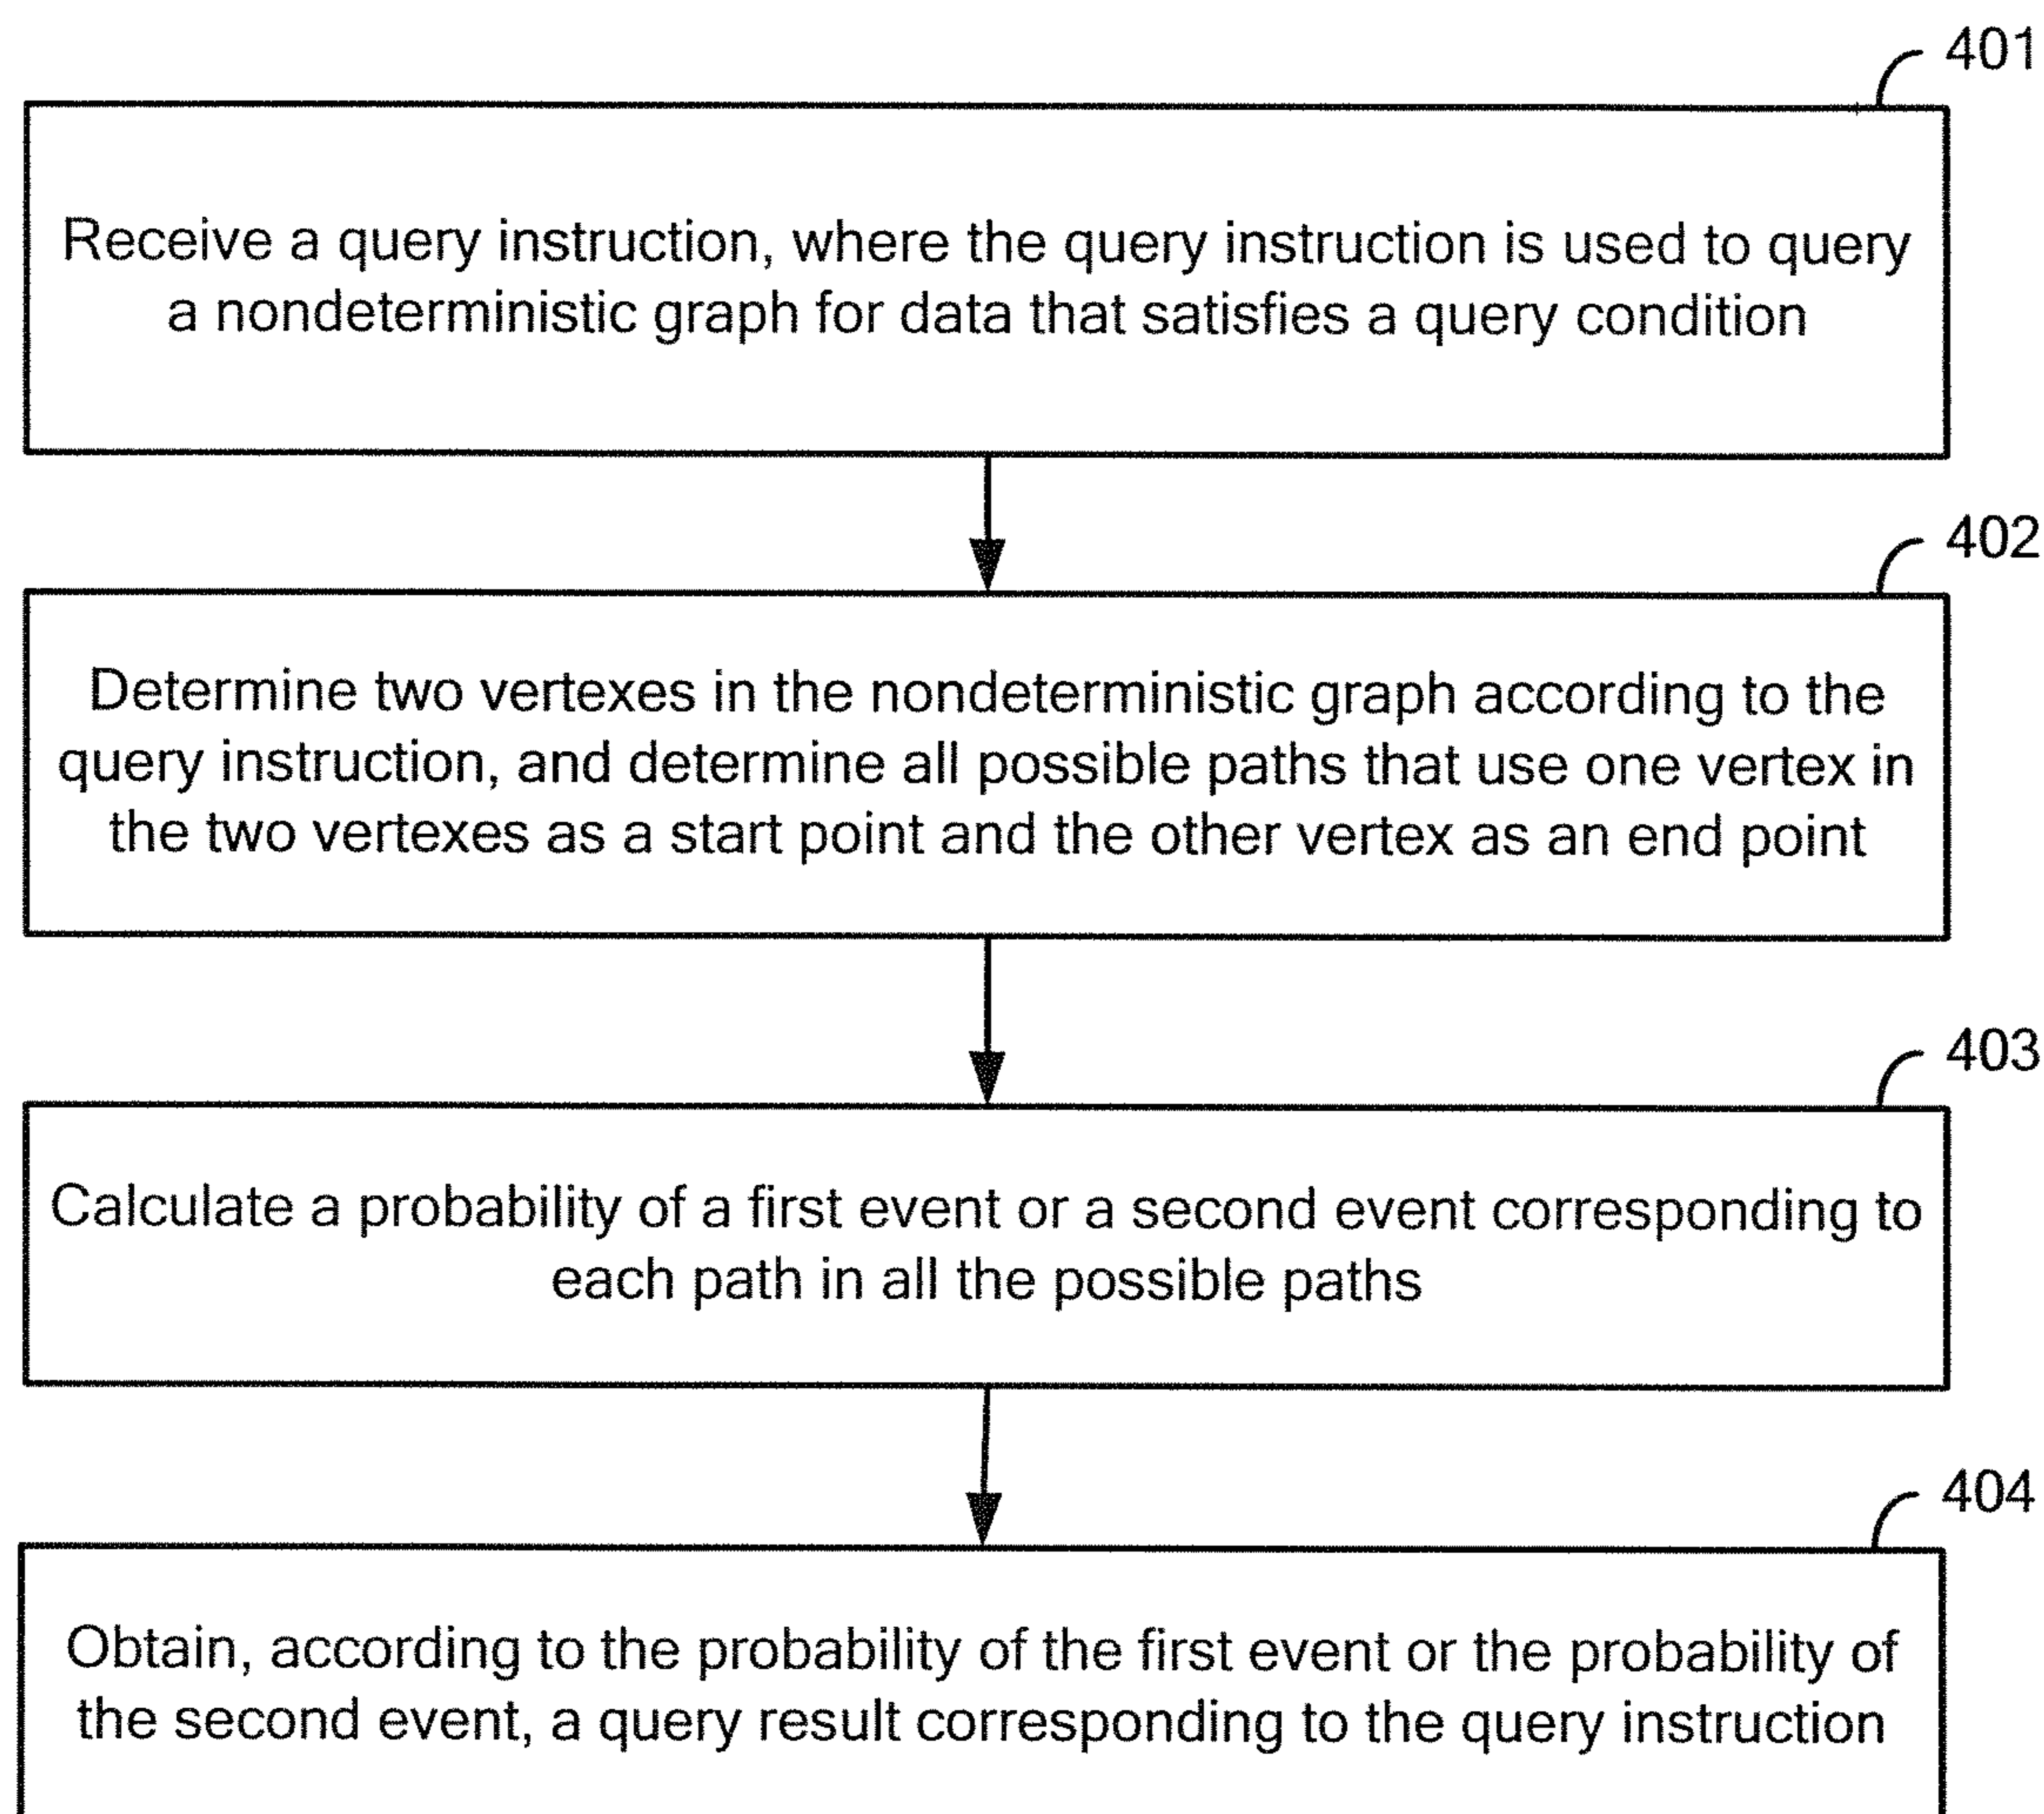 401
Receive a query instruction, where the query instruction is used to query
a nondeterministic graph for data that satisfies a query condition
402
Determine two vertexes in the nondeterministic graph according to the
query instruction, and determine all possible paths that use one vertex in
the two vertexes as a start point and the other vertex as an end point
403
Calculate a probability of a first event or a second event corresponding to
each path in all the possible paths
404
Obtain, according to the probability of the first event or the probability of
the second event, a query result corresponding to the query instruction